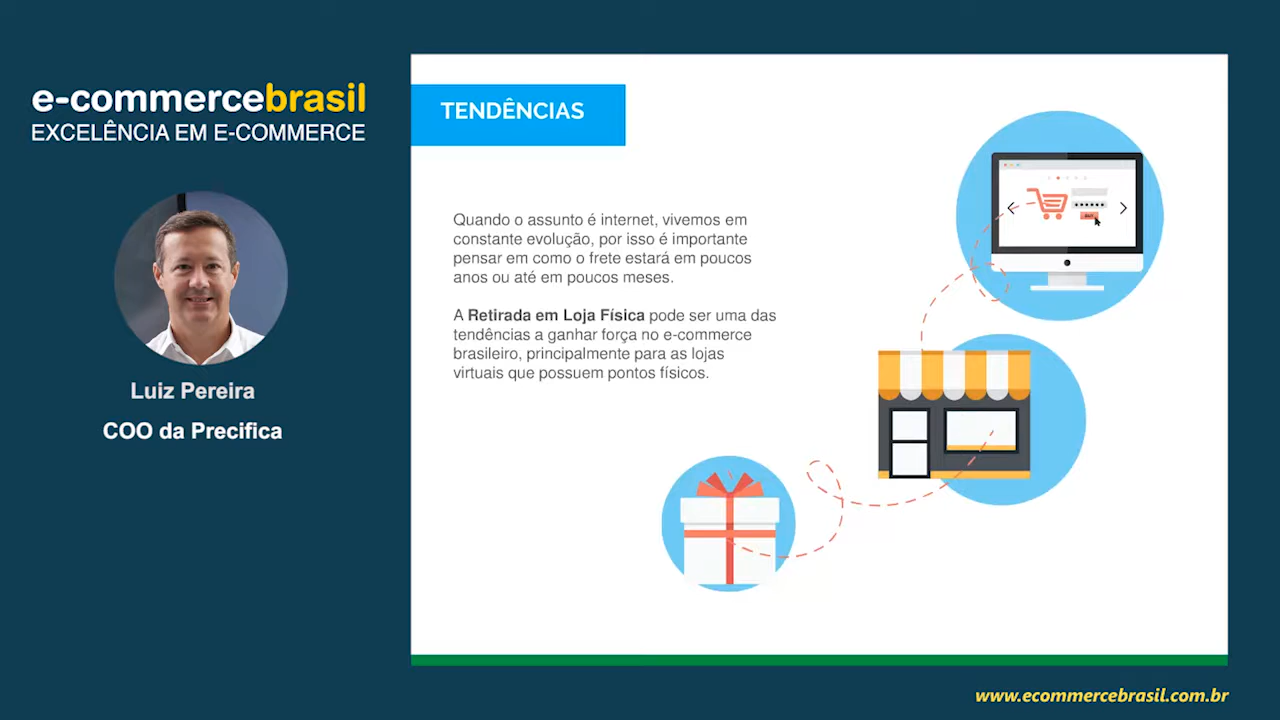 e-commercebrasil
EXCELÊNCIA EM E-COMMERCE
Luiz Pereira
COO da Precifica
TENDÊNCIAS
Quando o assunto é internet, vivemos em
constante evolução, por isso é importante
pensar em como o frete estará em poucos
anos ou até em poucos meses.
A Retirada em Loja Física pode ser uma das
tendências a ganhar força no e-commerce
brasileiro, principalmente para as lojas
virtuais que possuem pontos físicos.
www.ecommercebrasil.com.br